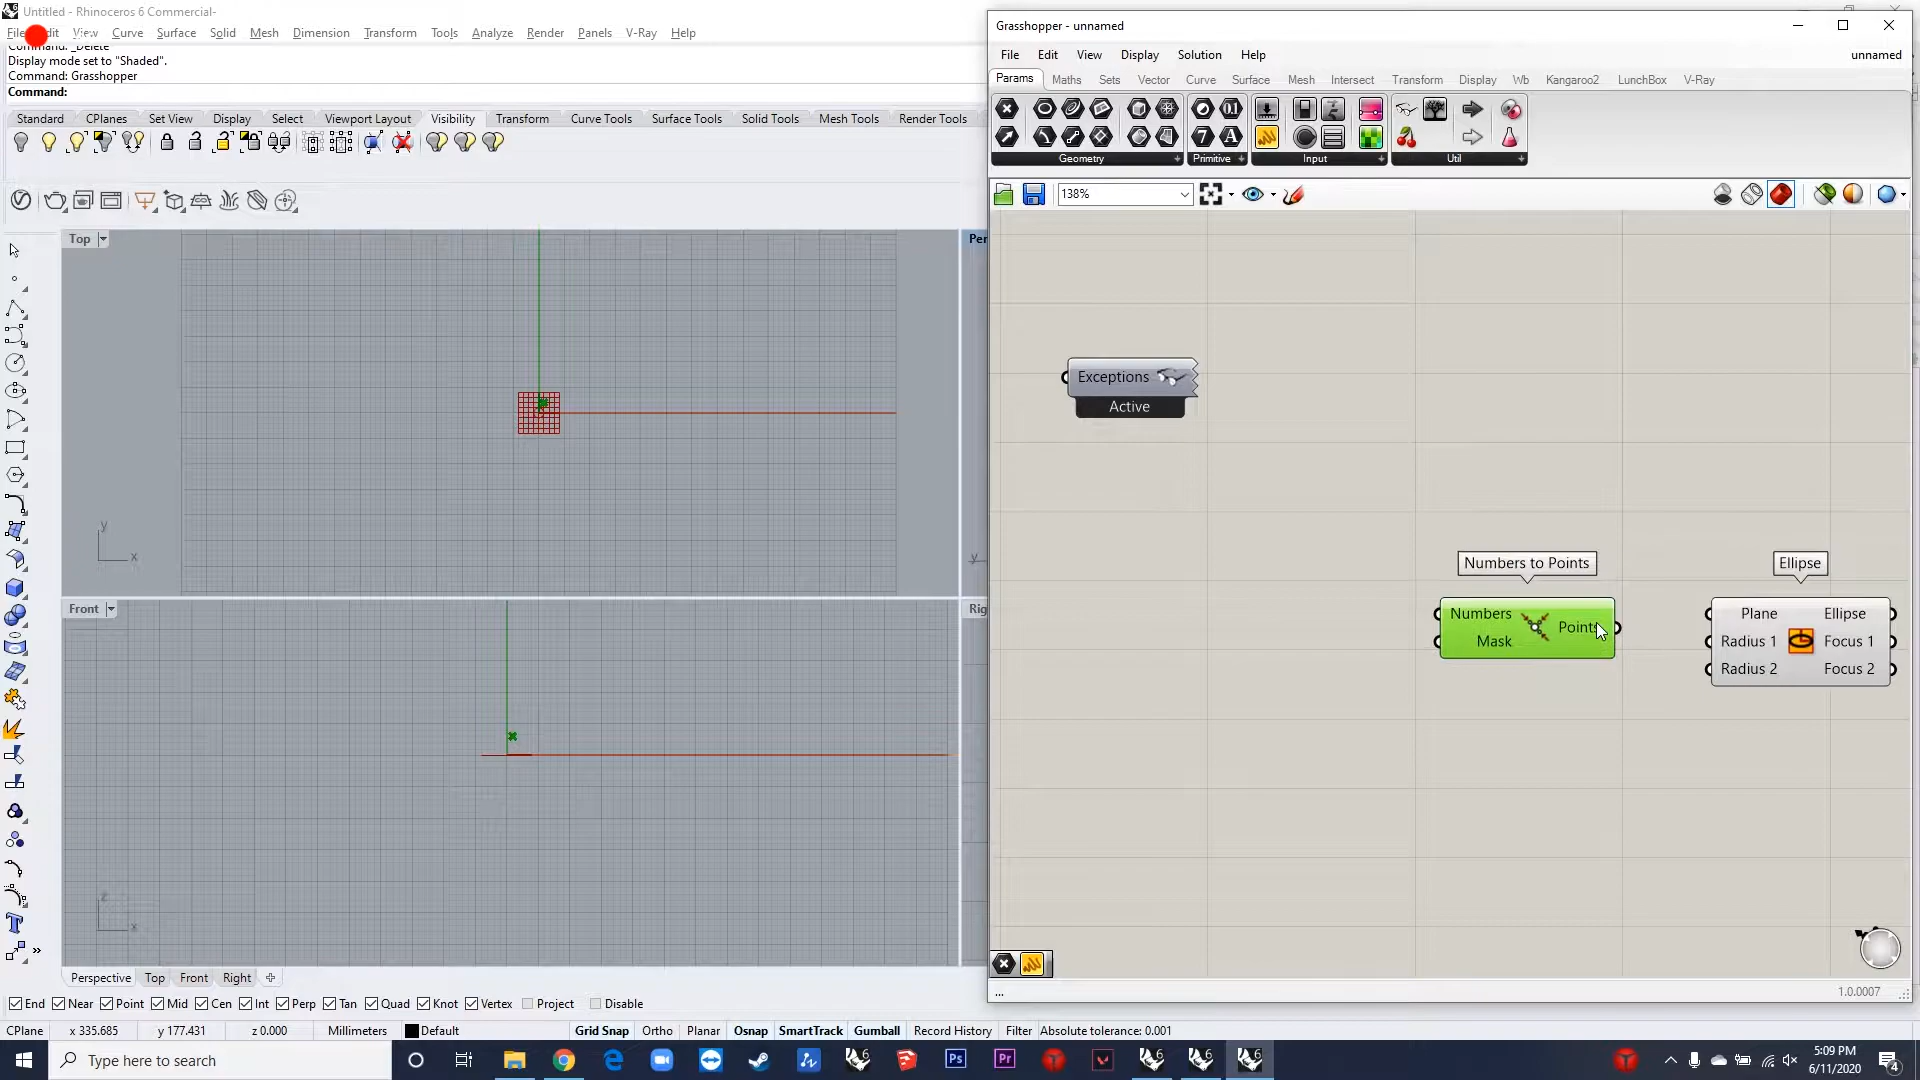 Untitled - Rhinoceros 6 Commercial-
File Edit View Curve Surface Solid Mesh Dimension Transform Tools Analyze Render Panels V-Ray Help
Command: _Delete
Display mode set to "Shaded".
Command: Grasshopper
Command:
Standard CPlanes Set View Display Select Viewport Layout Visibility Transform Curve Tools Surface Tools Solid Tools Mesh Tools Render Tools
Top
y
x
Front
z
x
Per
y
Rig
Perspective Top Front Right
End Near Point Mid Cen Int Perp Tan Quad Knot Vertex Project Disable
CPlane x 335.685 y 177.431 z 0.000 Millimeters Default Grid Snap Ortho Planar Osnap SmartTrack Gumball Record History Filter Absolute tolerance: 0.001
Grasshopper - unnamed
File Edit View Display Solution Help unnamed
Params Maths Sets Vector Curve Surface Mesh Intersect Transform Display Wb Kangaroo2 LunchBox V-Ray
Geometry Primitive Input Util
138%
Exceptions
Active
Numbers to Points
Numbers Points
Mask
Ellipse
Plane Ellipse
Radius 1 Focus 1
Radius 2 Focus 2
... 1.0.0007
Type here to search
Ps
Pr
5:09 PM
6/11/2020
4